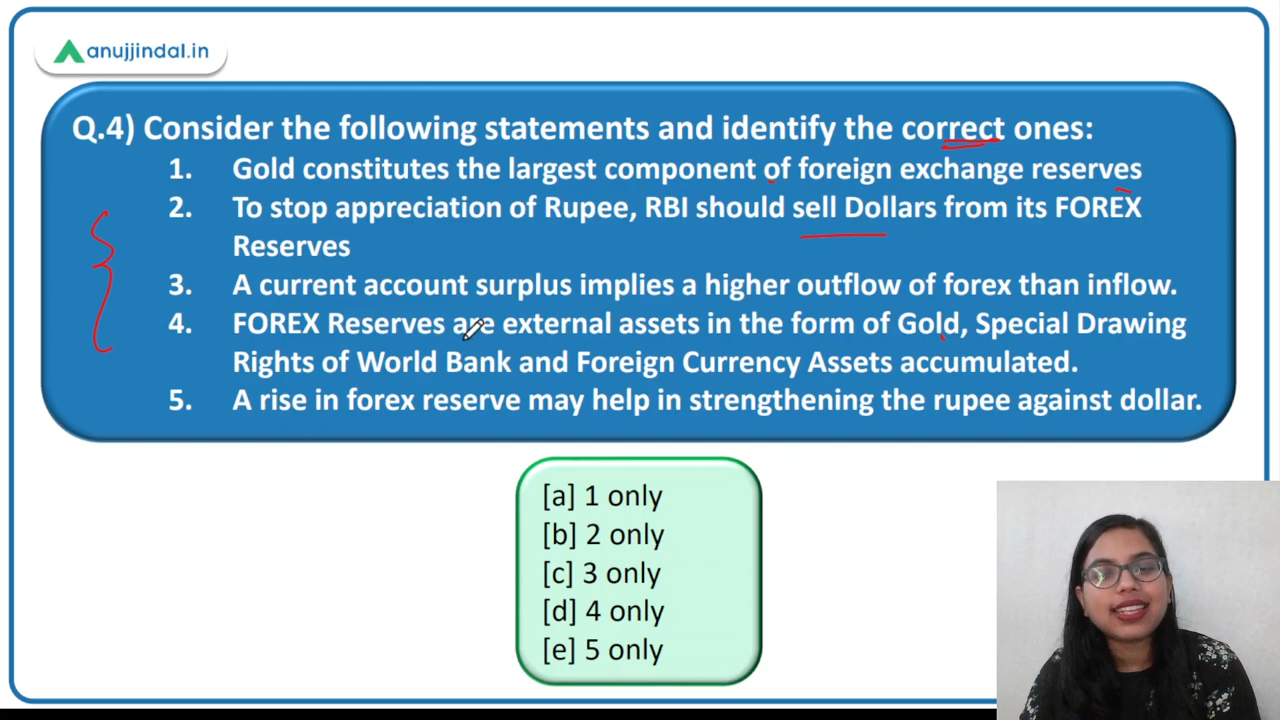 anujjindal.in
Q.4) Consider the following statements and identify the correct ones:
1. Gold constitutes the largest component of foreign exchange reserves
2. To stop appreciation of Rupee, RBI should sell Dollars from its FOREX
Reserves
3. A current account surplus implies a higher outflow of forex than inflow.
4. FOREX Reserves are external assets in the form of Gold, Special Drawing
Rights of World Bank and Foreign Currency Assets accumulated.
5. A rise in forex reserve may help in strengthening the rupee against dollar.
[a] 1 only
[b] 2 only
[c] 3 only
[d] 4 only
[e] 5 only